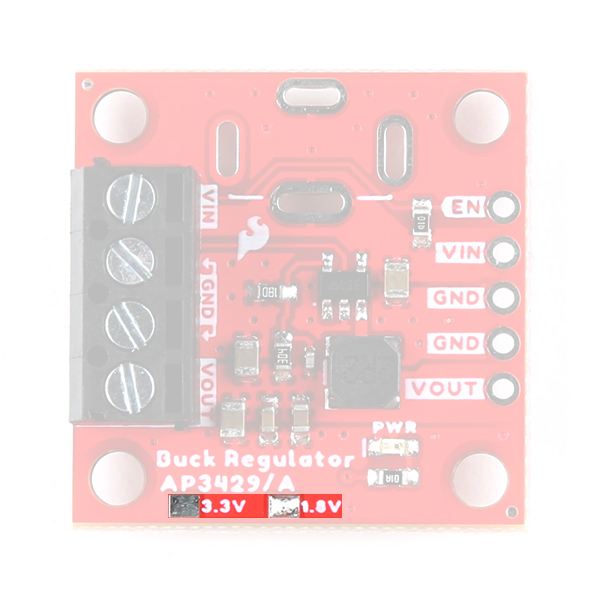 EN
VIN
VIN
GND
GND
GND
VOUT
VOUT
PWR
Buck Regulator
AP3429/A
3.3V 1.8V